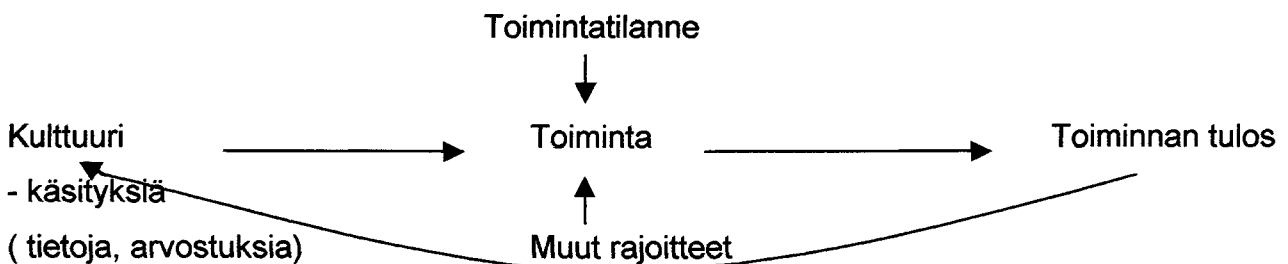 Toimintatilanne
Kulttuuri
Toiminta
Toiminnan tulos
- käsityksiä
( tietoja, arvostuksia)
Muut rajoitteet